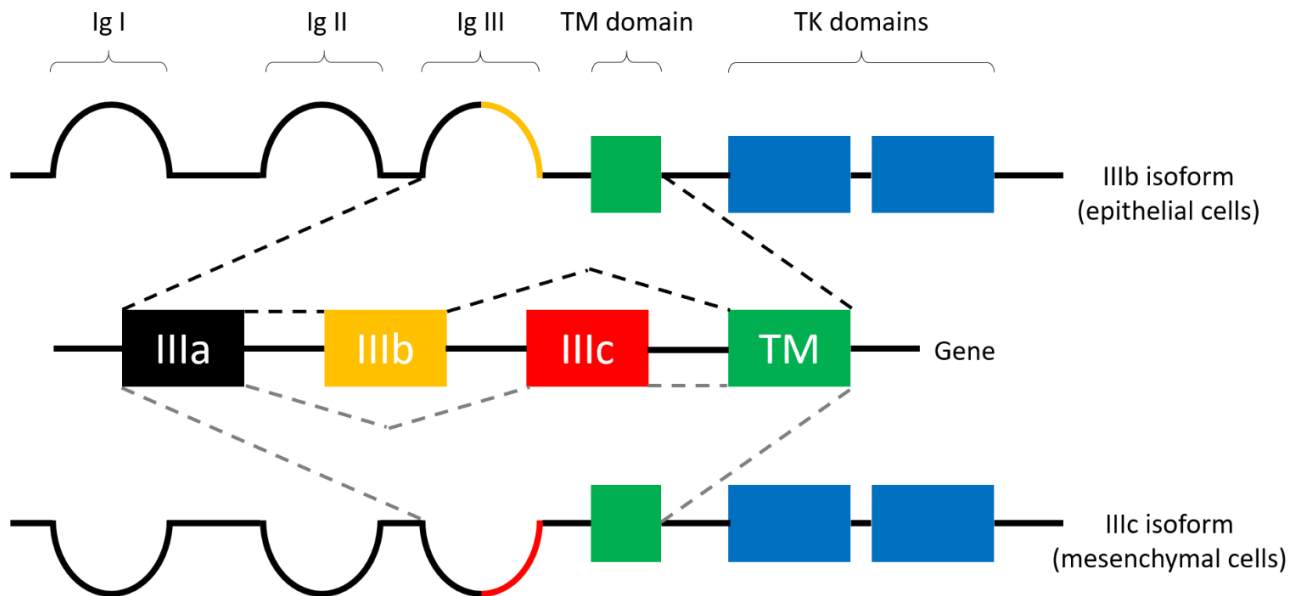 Ig I
Ig II
Ig III
TM domain
TK domains
IIIb isoform
(epithelial cells)
IIIa
IIIb
IIIc
TM
Gene
IIIc isoform
(mesenchymal cells)